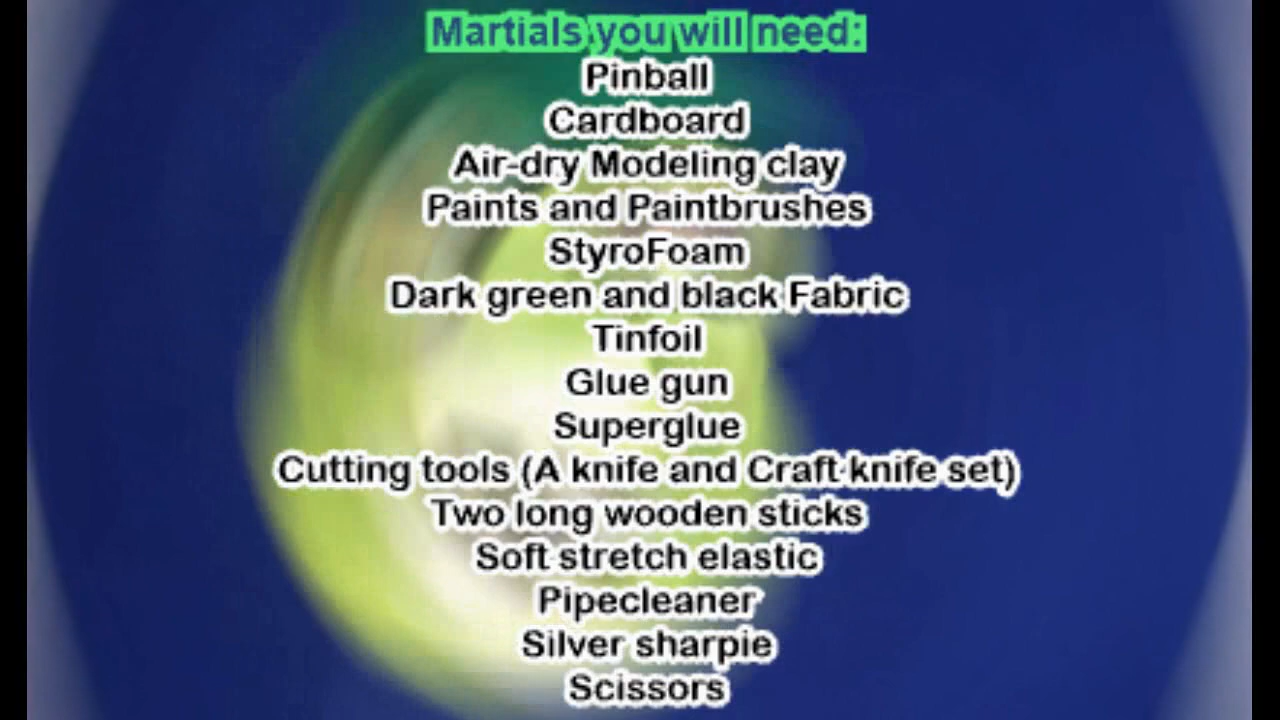 Martials you will need:
Pinball
Cardboard
Air-dry Modeling clay
Paints and Paintbrushes
StyroFoam
Dark green and black Fabric
Tinfoil
Glue gun
Superglue
Cutting tools (A knife and Craft knife set)
Two long wooden sticks
Soft stretch elastic
Pipecleaner
Silver sharpie
Scissors